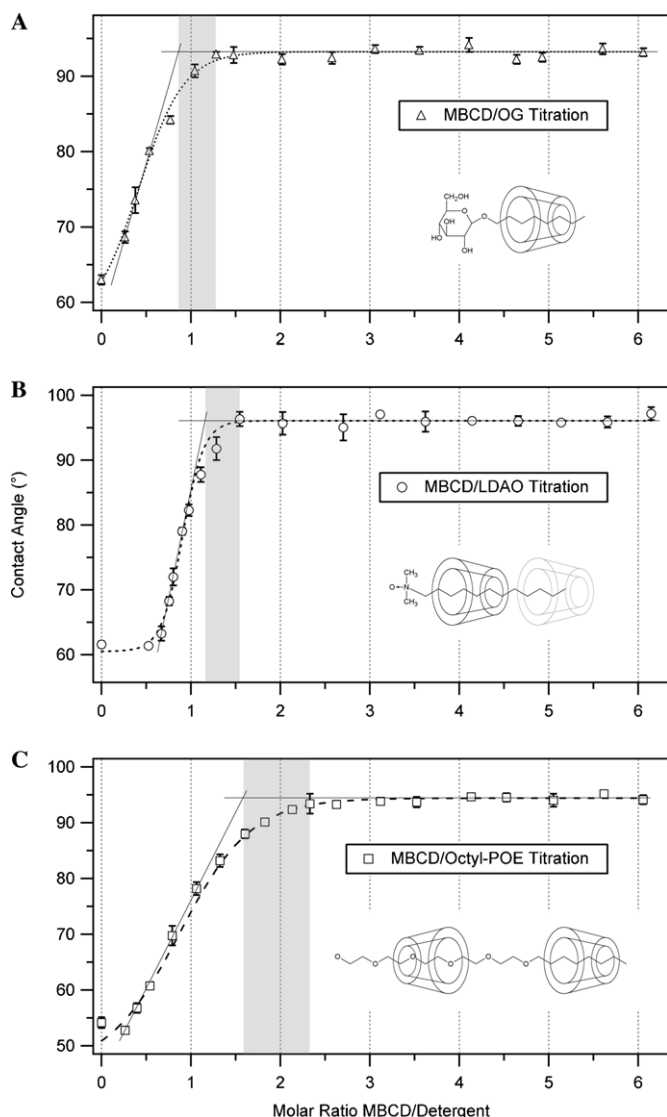 A
90
80
70
60
MBCD/OG Titration
CH₂OH
O
OH
HO
OH
O
0
1
2
3
4
5
6
B
100
90
80
70
60
Contact Angle (°)
MBCD/LDAO Titration
CH₃
O
N
CH₃
0
1
2
3
4
5
6
C
100
90
80
70
60
50
MBCD/Octyl-POE Titration
O O O O O O
0
1
2
3
4
5
6
Molar Ratio MBCD/Detergent